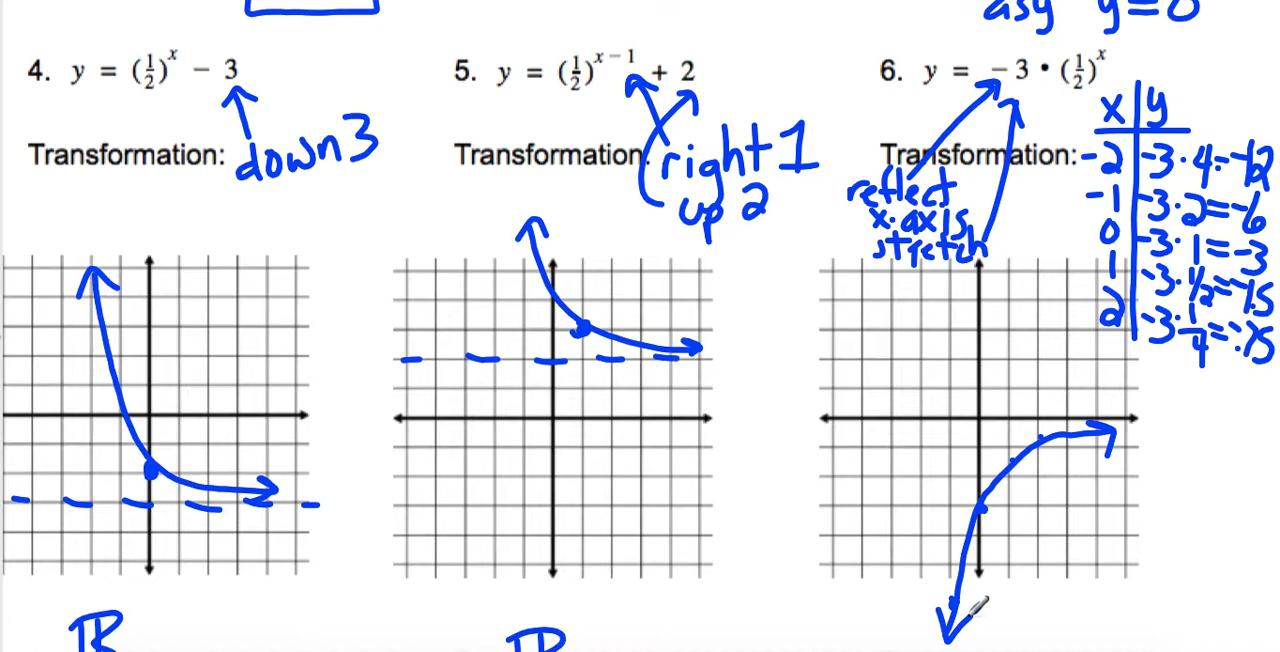 asy y=0
4. y = (1/2)^x - 3
down 3
Transformation:
5. y = (1/2)^(x - 1) + 2
Transformation:
right 1
up 2
6. y = -3 • (1/2)^x
Transformation:
reflect
x-axis
stretch
x | y
-2 | -3·4=-12
-1 | -3·2=-6
0 | -3·1=-3
1 | -3·1/2=-1.5
2 | -3·1/4=-.75